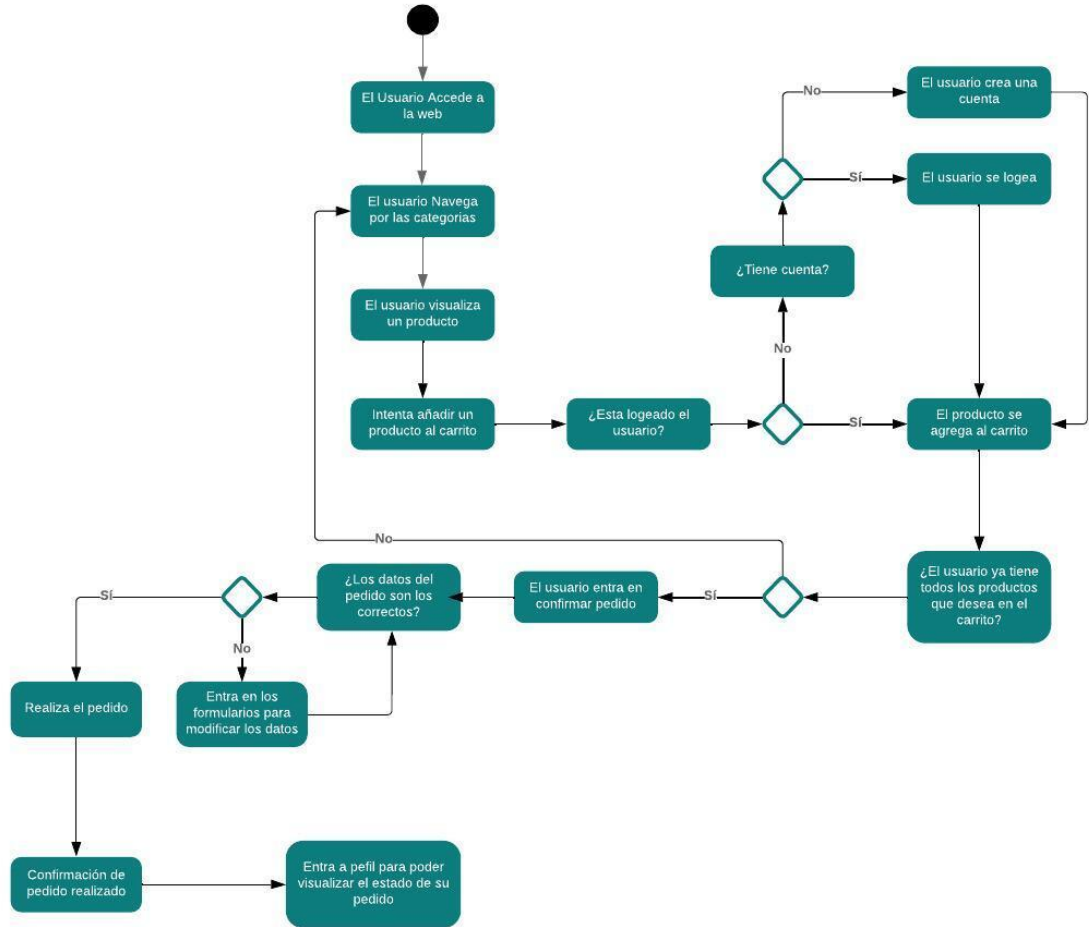 El Usuario Accede a
la web
El usuario Navega
por las categorias
El usuario visualiza
un producto
Intenta añadir un
producto al carrito
¿Esta logeado el
usuario?
No
Sí
¿Tiene cuenta?
No
Sí
El usuario crea una
cuenta
El usuario se logea
El producto se
agrega al carrito
¿El usuario ya tiene
todos los productos
que desea en el
carrito?
No
Sí
El usuario entra en
confirmar pedido
¿Los datos del
pedido son los
correctos?
Sí
No
Entra en los
formularios para
modificar los datos
Realiza el pedido
Confirmación de
pedido realizado
Entra a pefil para poder
visualizar el estado de su
pedido